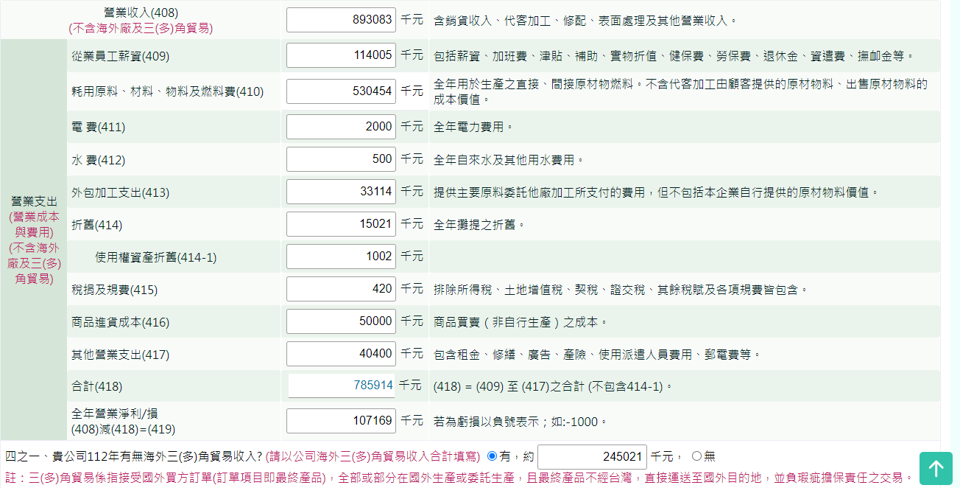 營業收入(408)
(不含海外廠及三(多)角貿易)
893083 千元
含銷貨收入、代客加工、修配、表面處理及其他營業收入。
營業支出
(營業成本
與費用)
(不含海外
廠及三(多)
角貿易)
從業員工薪資(409)
114005 千元
包括薪資、加班費、津貼、補助、實物折值、健保費、勞保費、退休金、資遣費、撫卹金等。
耗用原料、材料、物料及燃料費(410)
530454 千元
全年用於生產之直接、間接原材物燃料。不含代客加工由顧客提供的原材物料、出售原材物料的
成本價值。
電 費(411)
2000 千元
全年電力費用。
水 費(412)
500 千元
全年自來水及其他用水費用。
外包加工支出(413)
33114 千元
提供主要原料委託他廠加工所支付的費用，但不包括本企業自行提供的原材物料價值。
折舊(414)
15021 千元
全年攤提之折舊。
使用權資產折舊(414-1)
1002 千元
稅捐及規費(415)
420 千元
排除所得稅、土地增值稅、契稅、證交稅、其餘稅賦及各項規費皆包含。
商品進貨成本(416)
50000 千元
商品買賣（非自行生產）之成本。
其他營業支出(417)
40400 千元
包含租金、修繕、廣告、產險、使用派遣人員費用、郵電費等。
合計(418)
785914 千元
(418) = (409) 至 (417)之合計 (不包含414-1)。
全年營業淨利/損
(408)減(418)=(419)
107169 千元
若為虧損以負號表示；如:-1000。
四之一、貴公司112年有無海外三(多)角貿易收入? (請以公司海外三(多)角貿易收入合計填寫) 有，約 245021 千元， 無
註：三(多)角貿易係指接受國外買方訂單(訂單項目即最終產品)，全部或部分在國外生產或委託生產，且最終產品不經台灣，直接運送至國外目的地，並負瑕疵擔保責任之交易。